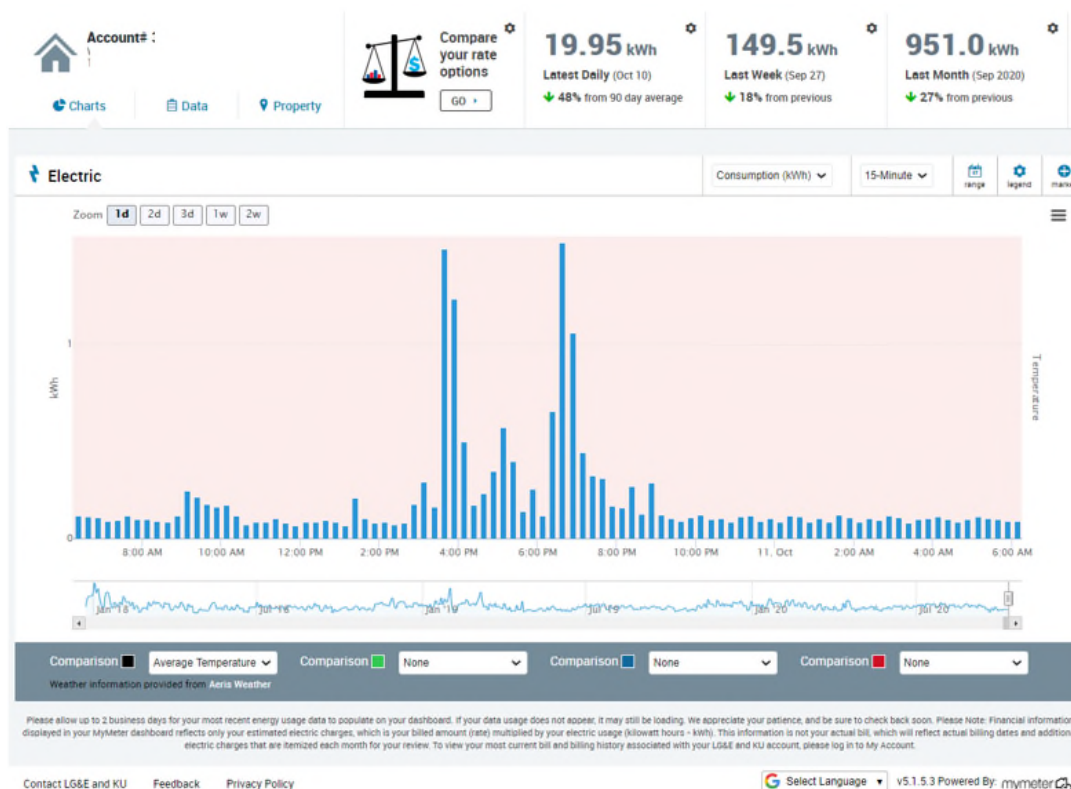 Account# :
Charts
Data
Property
Compare
your rate
options
GO
19.95 kWh
Latest Daily (Oct 10)
48% from 90 day average
149.5 kWh
Last Week (Sep 27)
18% from previous
951.0 kWh
Last Month (Sep 2020)
27% from previous
Electric
Consumption (kWh)
15-Minute
range
legend
Zoom 1d 2d 3d 1w 2w
1
kWh
0
Temperature
8:00 AM 10:00 AM 12:00 PM 2:00 PM 4:00 PM 6:00 PM 8:00 PM 10:00 PM 11. Oct 2:00 AM 4:00 AM 6:00 AM
Jan '18 Jul '18 Jan '19 Jul '19 Jan '20 Jul '20
Comparison Average Temperature Comparison None Comparison None Comparison None
Weather information provided from Aeris Weather
Please allow up to 2 business days for your most recent energy usage data to populate on your dashboard. If your data usage does not appear, it may still be loading. We appreciate your patience, and be sure to check back soon. Please Note: Financial information
displayed in your MyMeter dashboard reflects only your estimated electric charges, which is your billed amount (rate) multiplied by your electric usage (kilowatt hours - kWh). This information is not your actual bill, which will reflect actual billing dates and addition
electric charges that are itemized each month for your review. To view your most current bill and billing history associated with your LG&E and KU account, please log in to My Account.
Contact LG&E and KU Feedback Privacy Policy
G Select Language v5.1.5.3 Powered By: mymeter